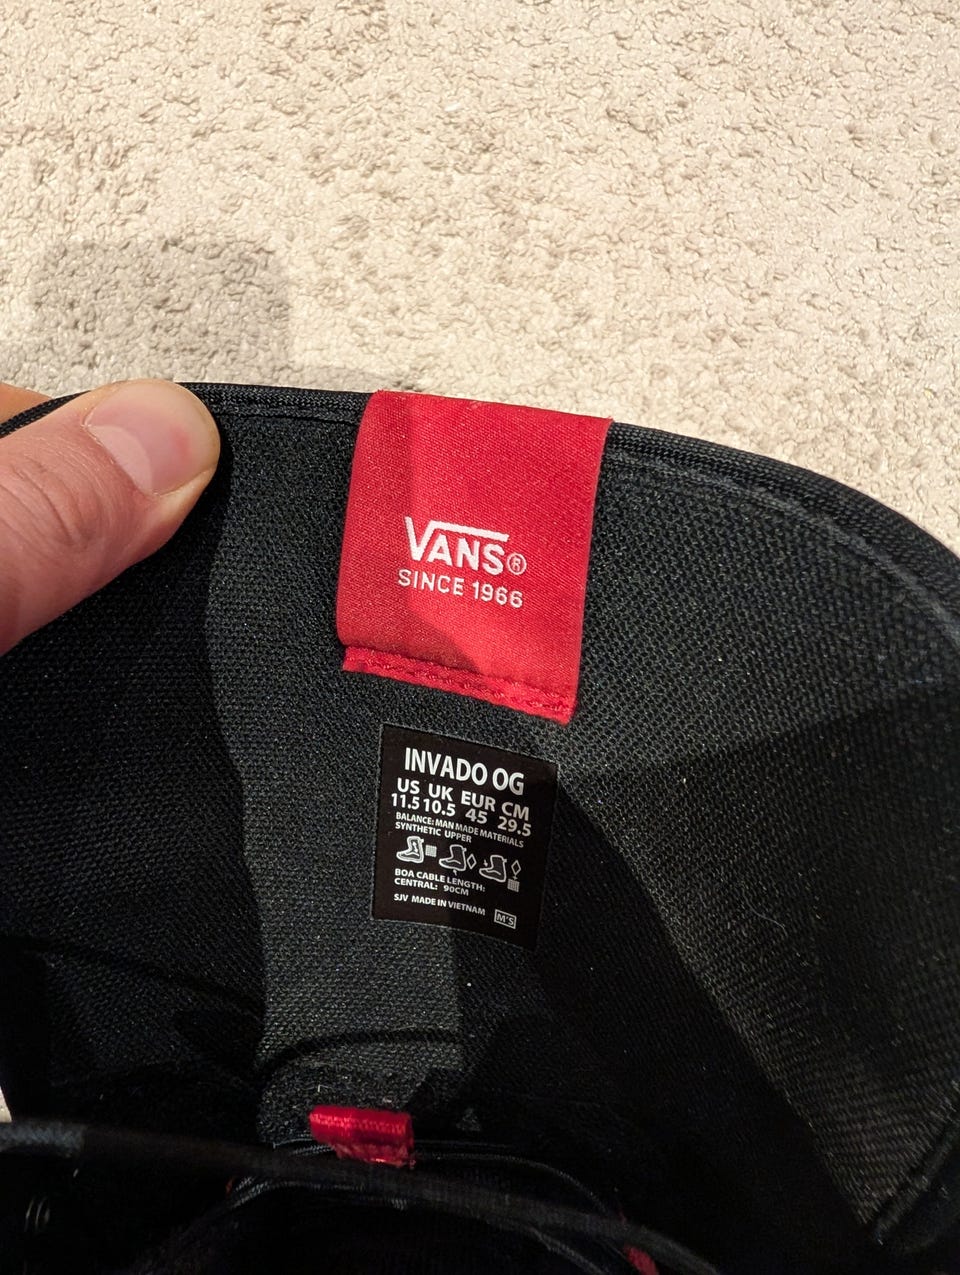 VANS®
SINCE 1966
INVADO OG
US UK EUR CM
11.5 10.5 45 29.5
BALANCE: MAN MADE MATERIALS
SYNTHETIC UPPER
BOA CABLE LENGTH:
CENTRAL: 90CM
SJV MADE IN VIETNAM M'S